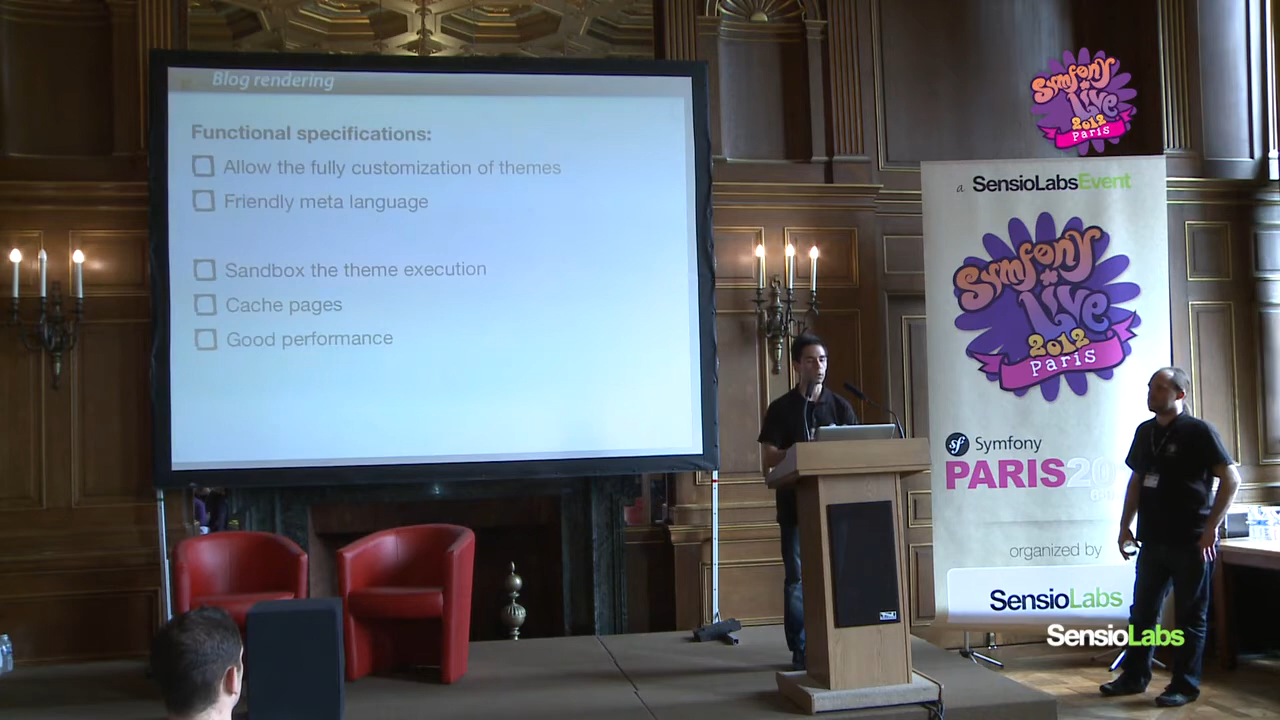 Blog rendering
Functional specifications:
Allow the fully customization of themes
Friendly meta language
Sandbox the theme execution
Cache pages
Good performance
Symfony
Live
2012
Paris
a SensioLabsEvent
Symfony
Live
2012
Paris
sf Symfony
PARIS20
organized by
SensioLabs
SensioLabs